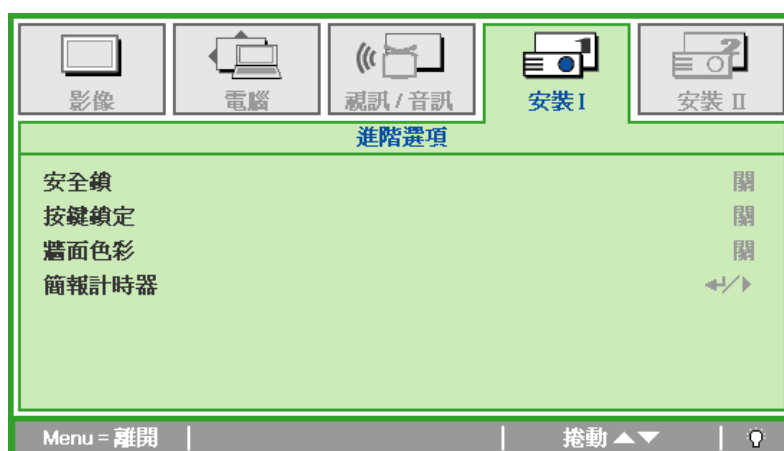 影像
電腦
視訊 / 音訊
安裝 I
安裝 II
進階選項
安全鎖 關
按鍵鎖定 關
牆面色彩 關
簡報計時器
Menu = 離開 捲動